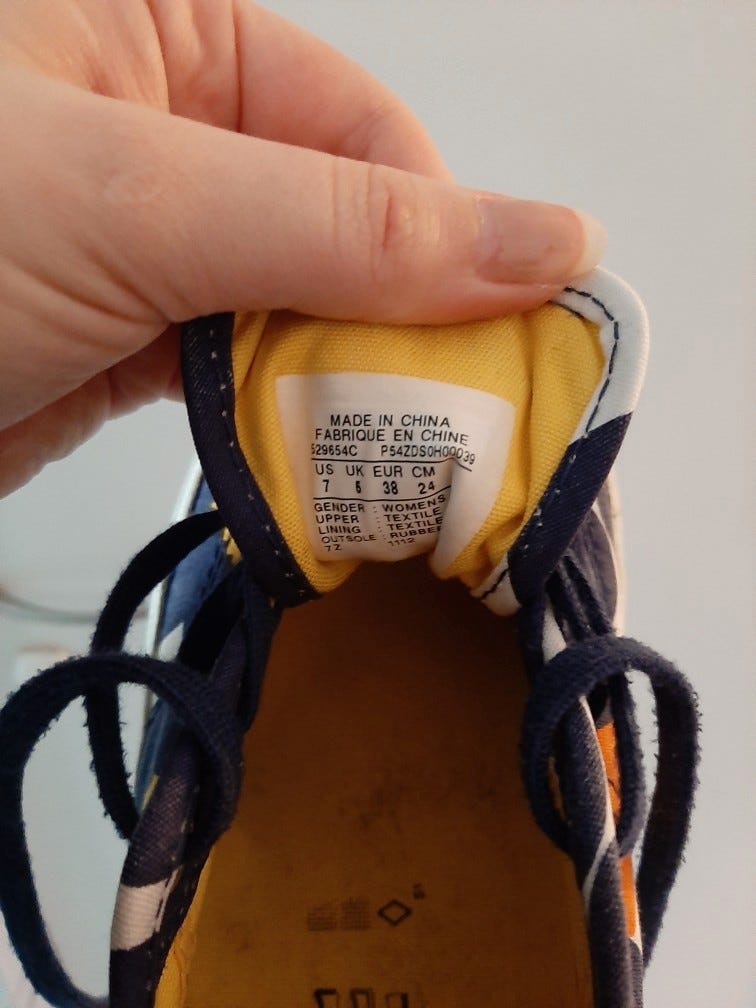 MADE IN CHINA
FABRIQUE EN CHINE
529654C P54ZDS0H00039
US UK EUR CM
7 5 38 24
GENDER : WOMENS
UPPER : TEXTILE
LINING : TEXTILE
OUTSOLE : RUBBER
7Z 1112